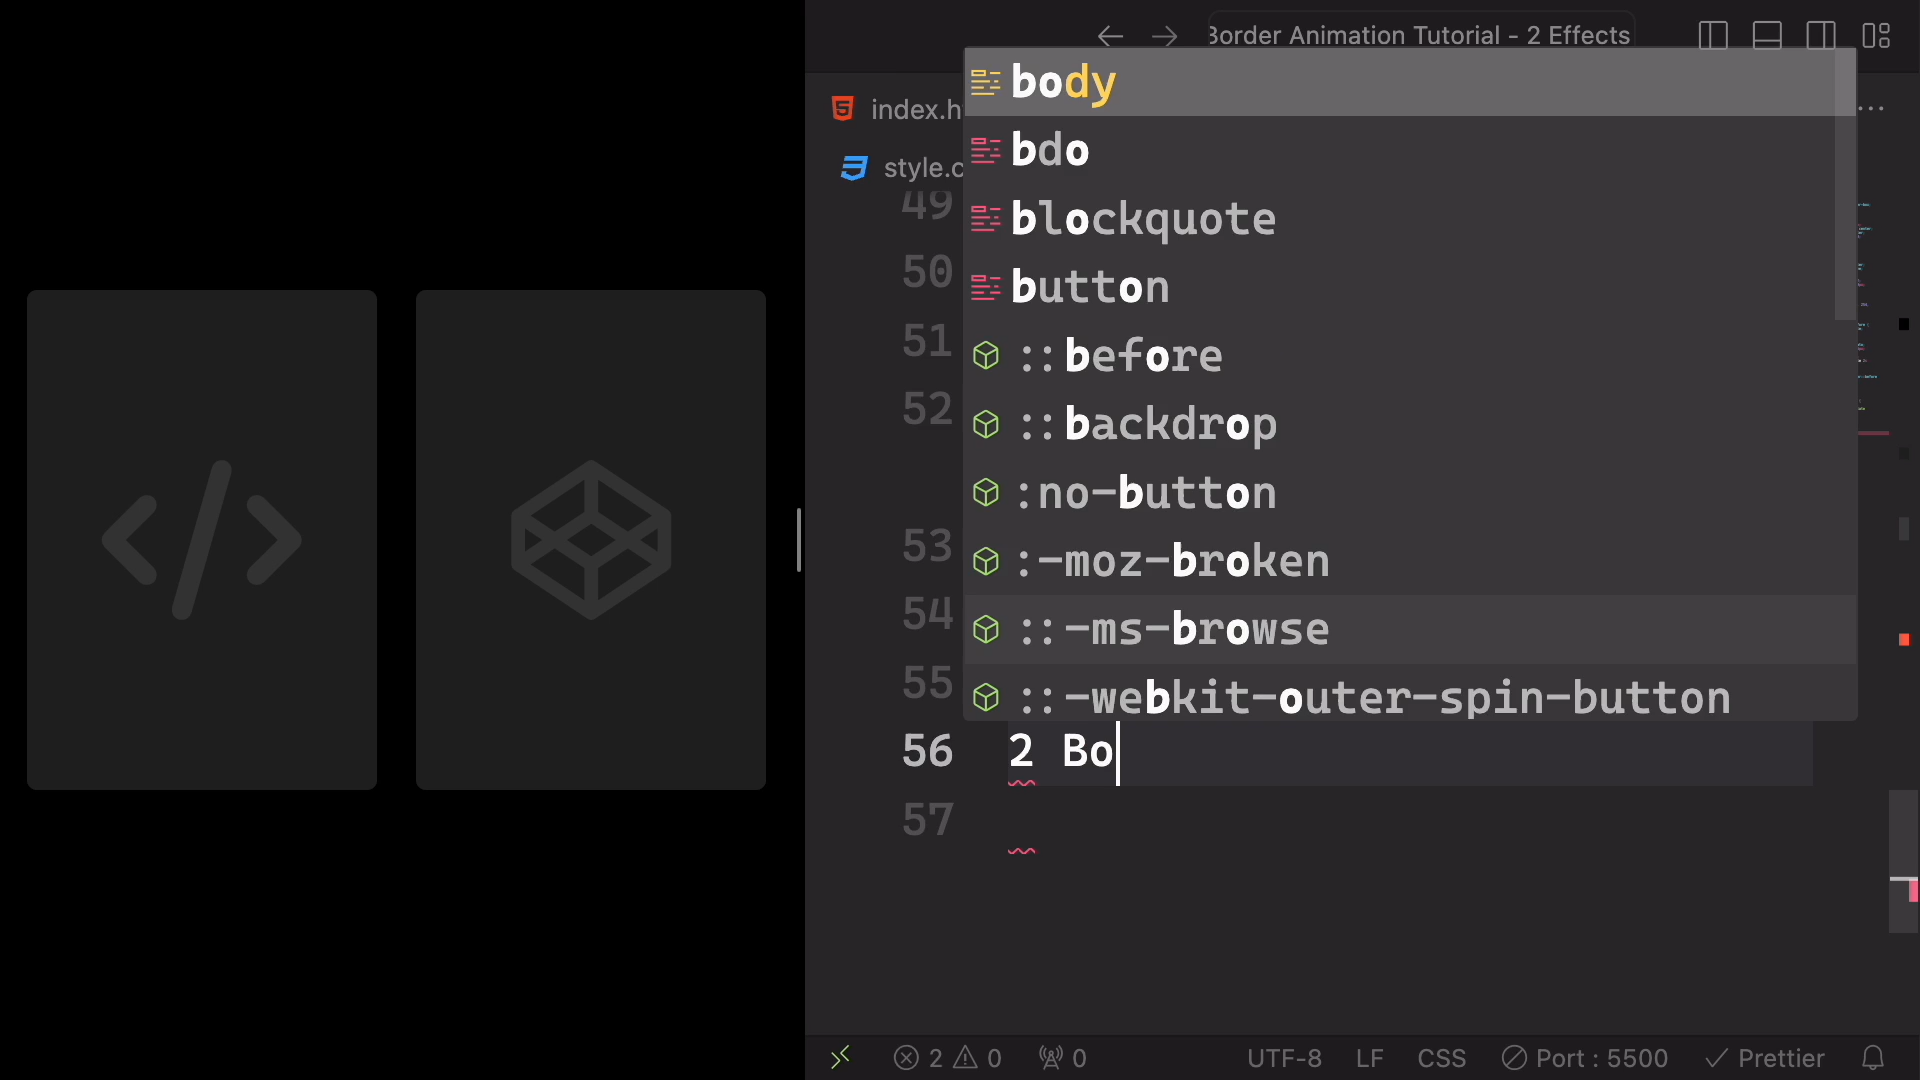 Border Animation Tutorial - 2 Effects
index.h
style.c
body
bdo
blockquote
button
::before
::backdrop
:no-button
:-moz-broken
::-ms-browse
::-webkit-outer-spin-button
49
50
51
52
53
54
55
56 2 Bo
57
2 0 0
UTF-8 LF CSS Port : 5500 Prettier